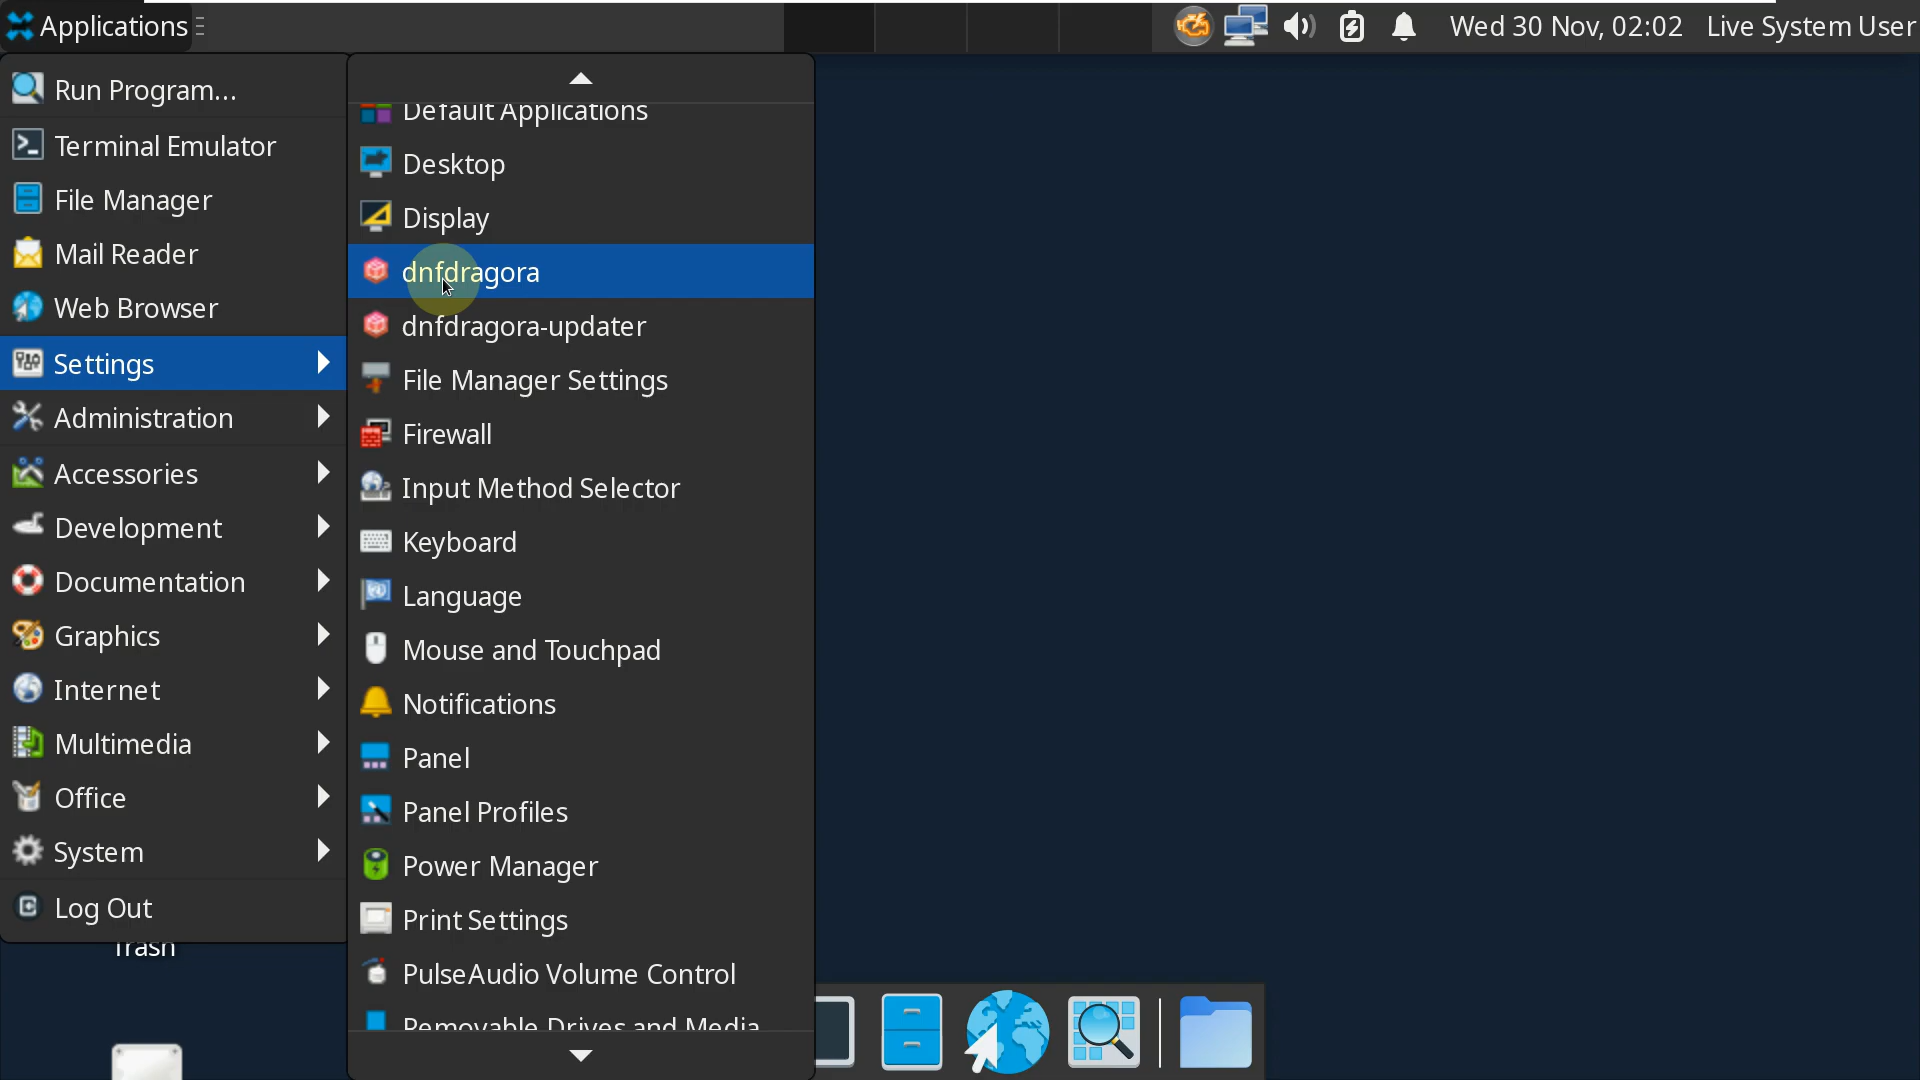 Applications
Wed 30 Nov, 02:02
Live System User
Run Program...
Terminal Emulator
File Manager
Mail Reader
Web Browser
Settings
Administration
Accessories
Development
Documentation
Graphics
Internet
Multimedia
Office
System
Log Out
Trash
Default Applications
Desktop
Display
dnfdragora
dnfdragora-updater
File Manager Settings
Firewall
Input Method Selector
Keyboard
Language
Mouse and Touchpad
Notifications
Panel
Panel Profiles
Power Manager
Print Settings
PulseAudio Volume Control
Removable Drives and Media